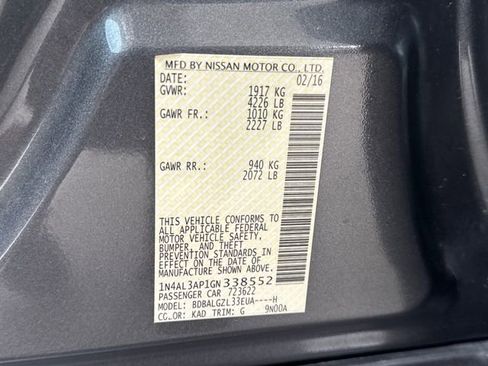 MFD BY NISSAN MOTOR CO., LTD.
DATE: 02/16
GVWR: 1917 KG
4226 LB
GAWR FR.: 1010 KG
2227 LB
GAWR RR.: 940 KG
2072 LB
THIS VEHICLE CONFORMS TO
ALL APPLICABLE FEDERAL
MOTOR VEHICLE SAFETY,
BUMPER, AND THEFT
PREVENTION STANDARDS IN
EFFECT ON THE DATE OF
MANUFACTURE SHOWN ABOVE.
1N4AL3AP1GN338552
PASSENGER CAR 723622
MODEL: BDBALGZL33EUA----H
COLOR: KAD TRIM: G 9N00A